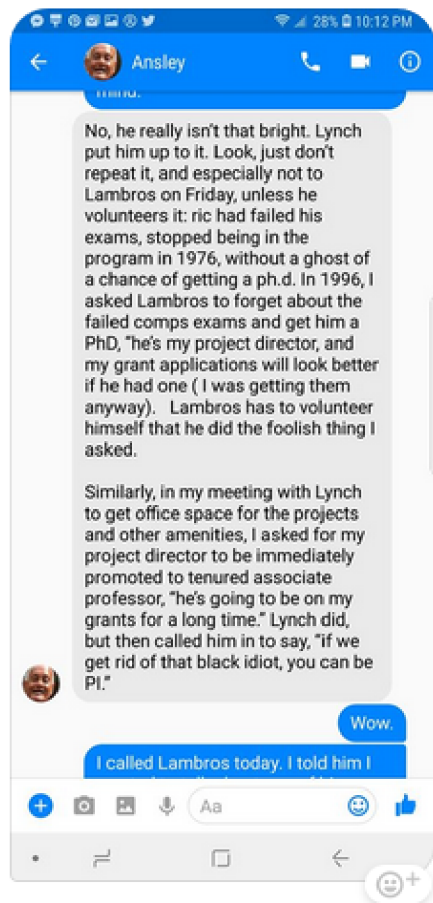 28% 10:12 PM
Ansley
mind.
No, he really isn't that bright. Lynch
put him up to it. Look, just don't
repeat it, and especially not to
Lambros on Friday, unless he
volunteers it: ric had failed his
exams, stopped being in the
program in 1976, without a ghost of
a chance of getting a ph.d. In 1996, I
asked Lambros to forget about the
failed comps exams and get him a
PhD, “he's my project director, and
my grant applications will look better
if he had one ( I was getting them
anyway). Lambros has to volunteer
himself that he did the foolish thing I
asked.
Similarly, in my meeting with Lynch
to get office space for the projects
and other amenities, I asked for my
project director to be immediately
promoted to tenured associate
professor, “he's going to be on my
grants for a long time.” Lynch did,
but then called him in to say, “if we
get rid of that black idiot, you can be
PI.”
Wow.
I called Lambros today. I told him I
Aa